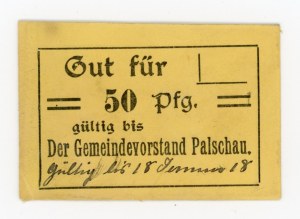 Gut für
= 50 Pfg. =
gültig bis
Der Gemeindevorstand Palschau.
Gültig bis 18 Januar 18